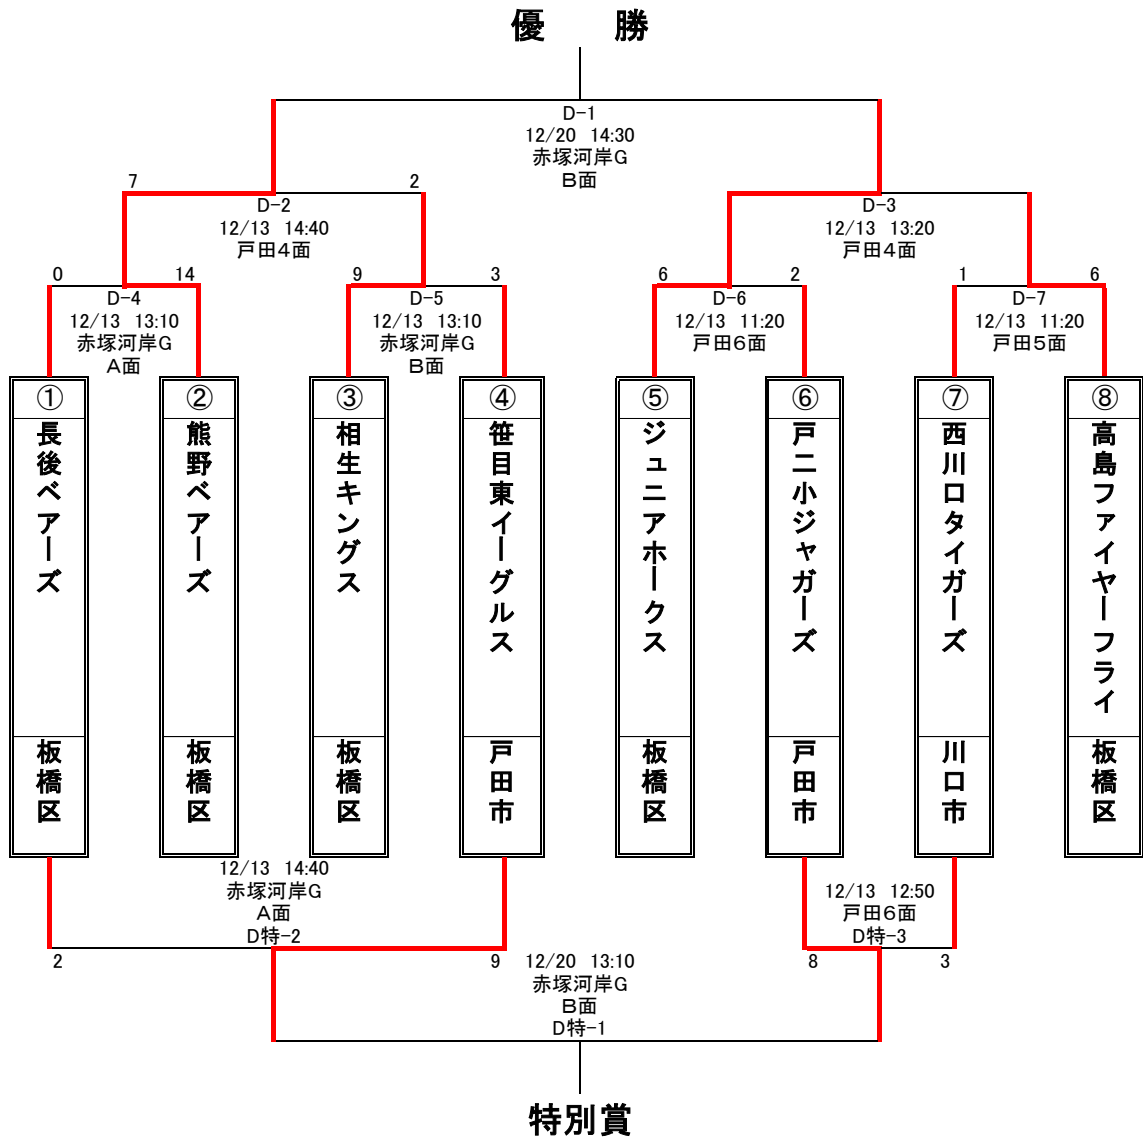 優　勝
D-1
12/20 14:30
赤塚河岸G
B面
7
2
D-2
12/13 14:40
戸田4面
D-3
12/13 13:20
戸田4面
0
14
D-4
12/13 13:10
赤塚河岸G
A面
9
3
D-5
12/13 13:10
赤塚河岸G
B面
6
2
D-6
12/13 11:20
戸田6面
1
6
D-7
12/13 11:20
戸田5面
①
長後ベアーズ
板橋区
②
熊野ベアーズ
板橋区
③
相生キングス
板橋区
④
笹目東イーグルス
戸田市
⑤
ジュニアホークス
板橋区
⑥
戸二小ジャガーズ
戸田市
⑦
西川口タイガーズ
川口市
⑧
高島ファイヤーフライ
板橋区
12/13 14:40
赤塚河岸G
A面
D特-2
2
9
12/13 12:50
戸田6面
D特-3
8
3
12/20 13:10
赤塚河岸G
B面
D特-1
特別賞